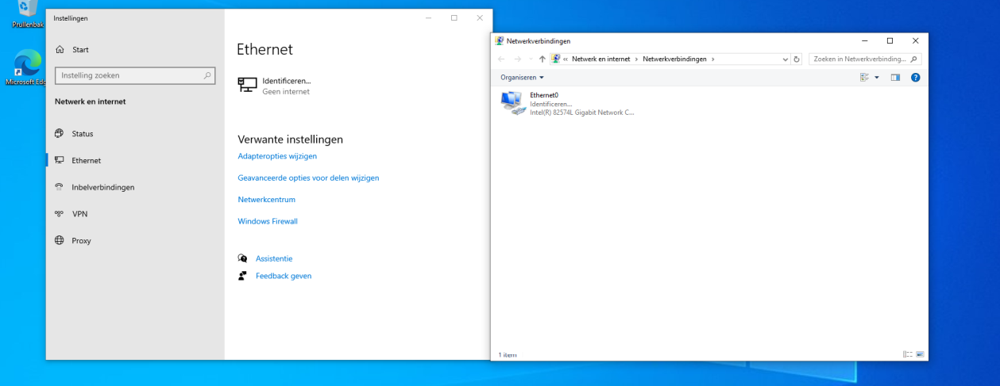 Prullenbak
Microsoft Edg
Instellingen
Start
Instelling zoeken
Netwerk en internet
Status
Ethernet
Inbelverbindingen
VPN
Proxy
Ethernet
Identificeren...
Geen internet
Verwante instellingen
Adapteropties wijzigen
Geavanceerde opties voor delen wijzigen
Netwerkcentrum
Windows Firewall
Assistentie
Feedback geven
Netwerkverbindingen
« Netwerk en internet > Netwerkverbindingen >
Zoeken in Netwerkverbinding...
Organiseren
Ethernet0
Identificeren...
Intel(R) 82574L Gigabit Network C...
1 item